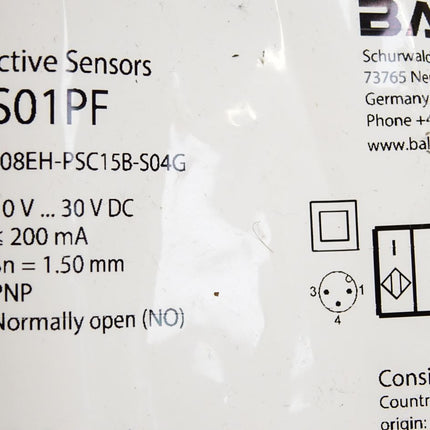 ctive Sensors
S01PF
08EH-PSC15B-S04G
0 V ... 30 V DC
≤ 200 mA
Sn = 1.50 mm
PNP
Normally open (NO)
BA
Schurwald
73765 Ne
Germany
Phone +4
www.bal
3 1
4
Consi
Countr
origin: